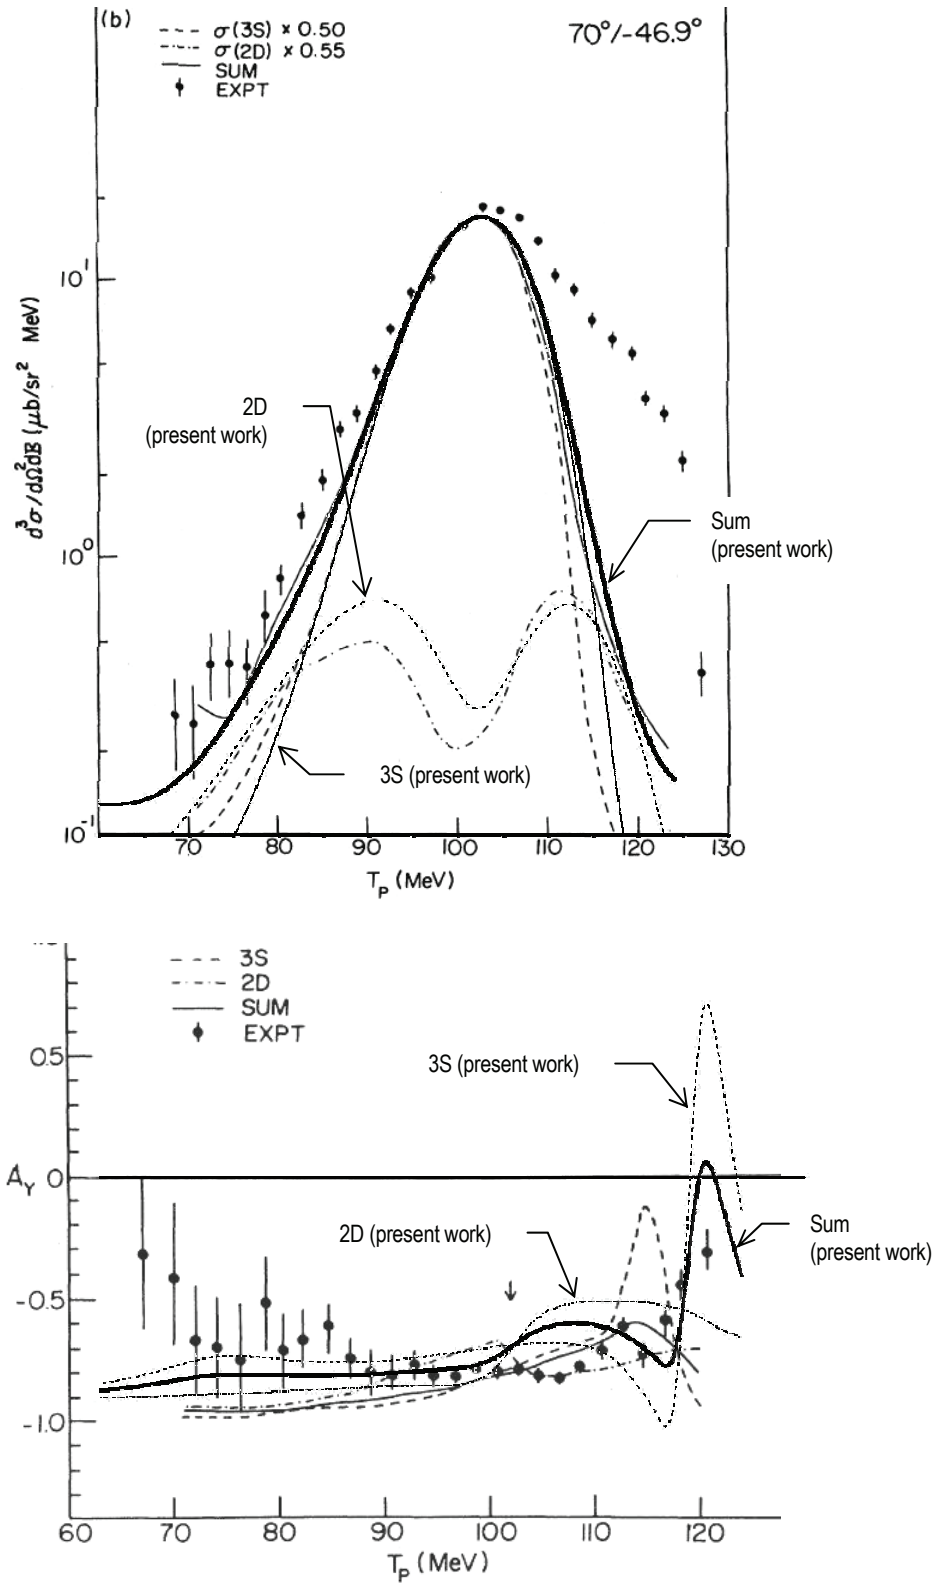 (b)
σ(3S) × 0.50
σ(2D) × 0.55
SUM
EXPT
70°/-46.9°
10¹
10⁰
10⁻¹
d³σ/dΩ²dB (μb/sr² MeV)
2D
(present work)
Sum
(present work)
3S (present work)
70 80 90 100 110 120 130
T_P (MeV)
3S
2D
SUM
EXPT
0.5
0
-0.5
-1.0
A_Y
3S (present work)
2D (present work)
Sum
(present work)
60 70 80 90 100 110 120
T_P (MeV)